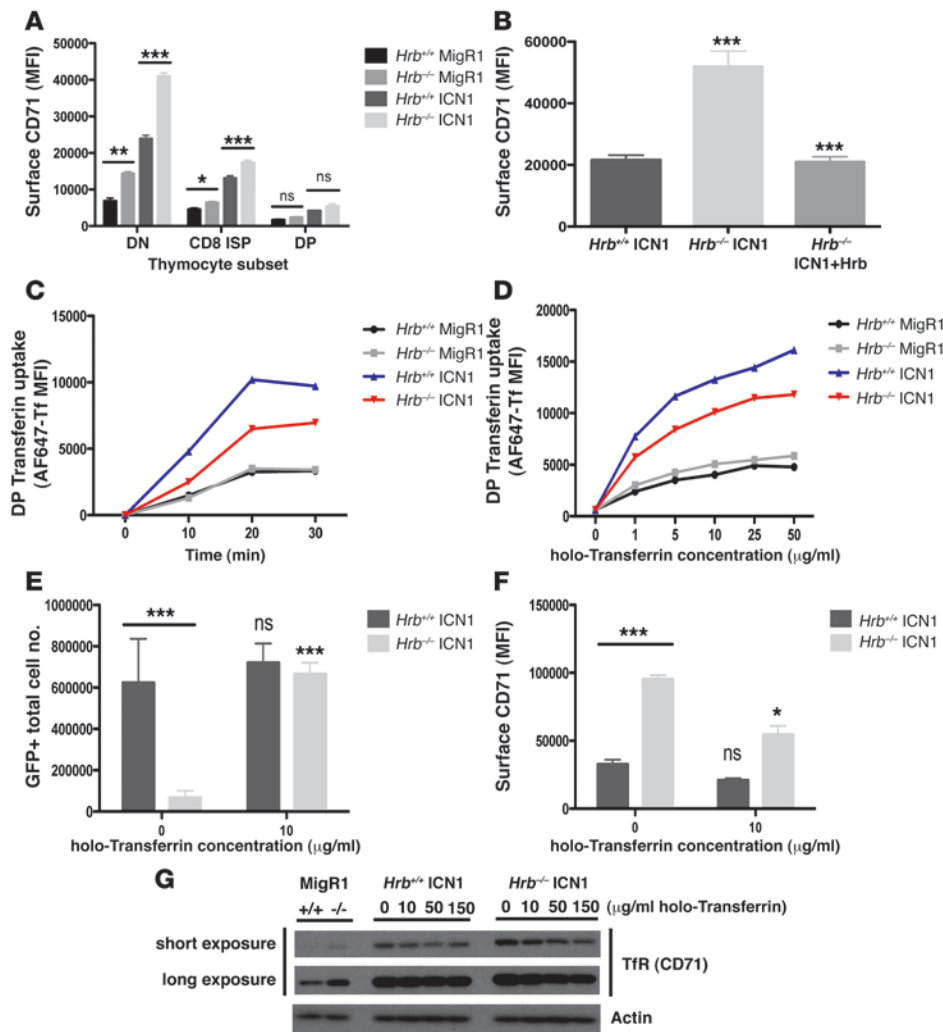 A
Surface CD71 (MFI)
50000
40000
30000
20000
10000
0
**
***
*
***
ns
ns
DN CD8 ISP DP
Thymocyte subset
Hrb+/+ MigR1
Hrb–/– MigR1
Hrb+/+ ICN1
Hrb–/– ICN1
B
Surface CD71 (MFI)
60000
40000
20000
0
***
***
Hrb+/+ ICN1 Hrb–/– ICN1 Hrb–/–
ICN1+Hrb
C
DP Transferin uptake
(AF647-Tf MFI)
15000
10000
5000
0
0 10 20 30
Time (min)
Hrb+/+ MigR1
Hrb–/– MigR1
Hrb+/+ ICN1
Hrb–/– ICN1
D
DP Transferin uptake
(AF647-Tf MFI)
20000
15000
10000
5000
0
0 1 5 10 25 50
holo-Transferrin concentration (µg/ml)
Hrb+/+ MigR1
Hrb–/– MigR1
Hrb+/+ ICN1
Hrb–/– ICN1
E
GFP+ total cell no.
1000000
800000
600000
400000
200000
0
***
ns
***
0 10
holo-Transferrin concentration (µg/ml)
Hrb+/+ ICN1
Hrb–/– ICN1
F
Surface CD71 (MFI)
150000
100000
50000
0
***
ns
*
0 10
holo-Transferrin concentration (µg/ml)
Hrb+/+ ICN1
Hrb–/– ICN1
G
MigR1 Hrb+/+ ICN1 Hrb–/– ICN1
+/+ -/- 0 10 50 150 0 10 50 150 (µg/ml holo-Transferrin)
short exposure
long exposure
TfR (CD71)
Actin